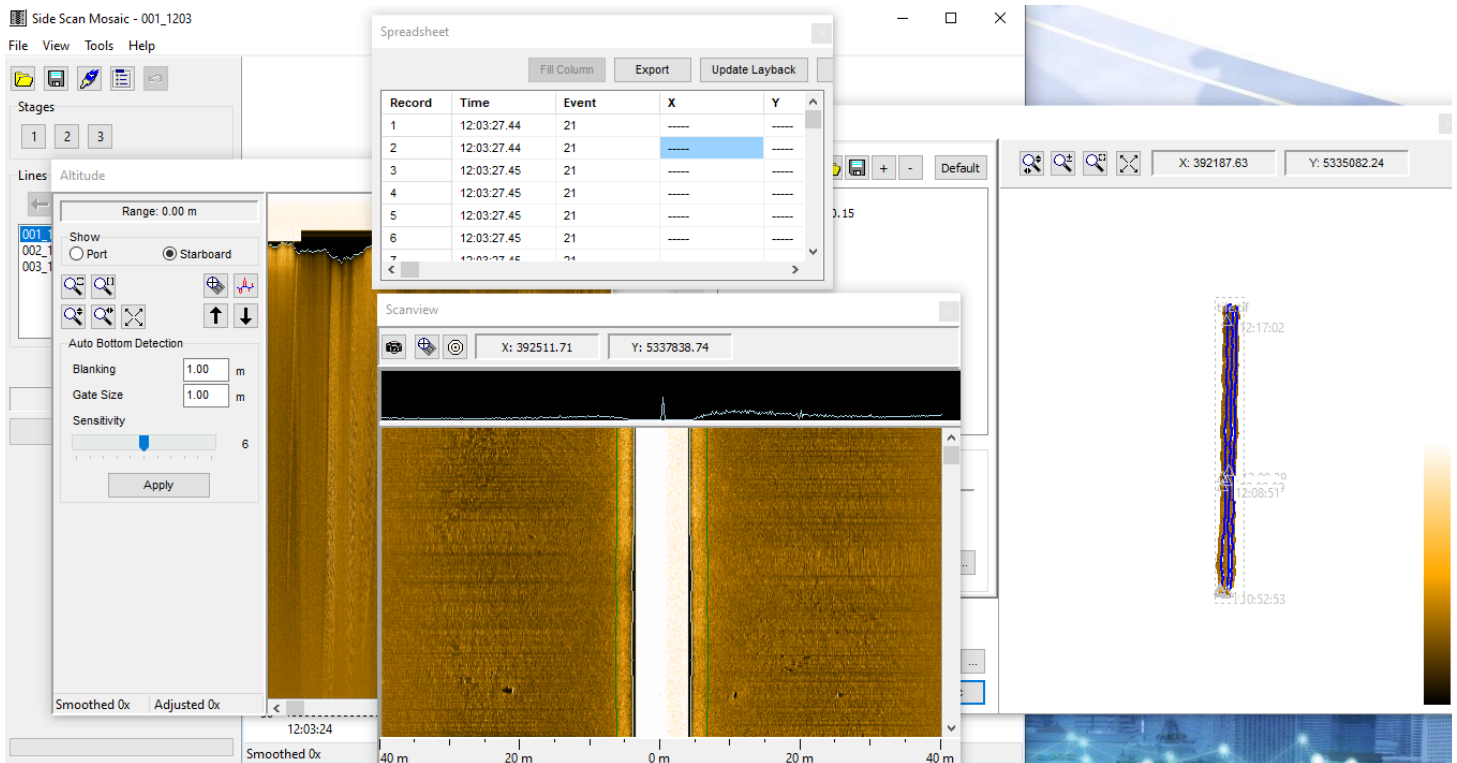 Side Scan Mosaic - 001_1203
File View Tools Help
Stages
1 2 3
Lines
001_1
002_1
003_1
Altitude
Range: 0.00 m
Show
Port Starboard
Auto Bottom Detection
Blanking 1.00 m
Gate Size 1.00 m
Sensitivity
6
Apply
Smoothed 0x Adjusted 0x
12:03:24
Smoothed 0x
Spreadsheet
Fill Column Export Update Layback
Record Time Event X Y
1 12:03:27.44 21 ----- -----
2 12:03:27.44 21 ----- -----
3 12:03:27.45 21 ----- -----
4 12:03:27.45 21 ----- -----
5 12:03:27.45 21 ----- -----
6 12:03:27.45 21 ----- -----
7 12:03:27.45 21
Scanview
X: 392511.71 Y: 5337838.74
40 m 20 m 0 m 20 m 40 m
+ - Default
0.15
...
X: 392187.63 Y: 5335082.24
12:17:02
12:08:51
10:52:53